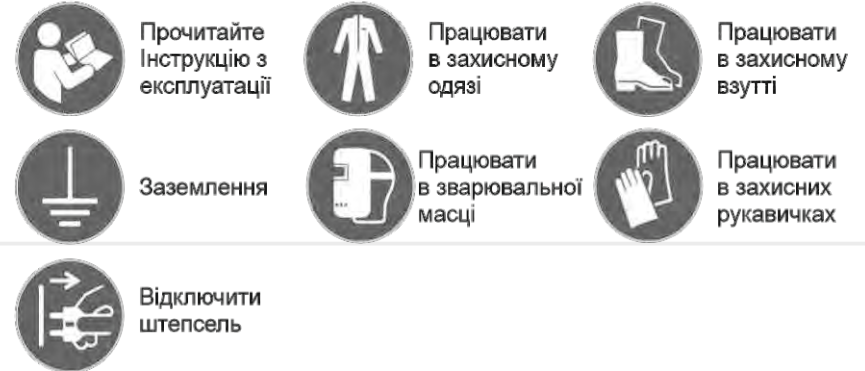 Прочитайте
Інструкцію з
експлуатації
Працювати
в захисному
одязі
Працювати
в захисному
взутті
Заземлення
Працювати
в зварювальної
масці
Працювати
в захисних
рукавичках
Відключити
штепсель